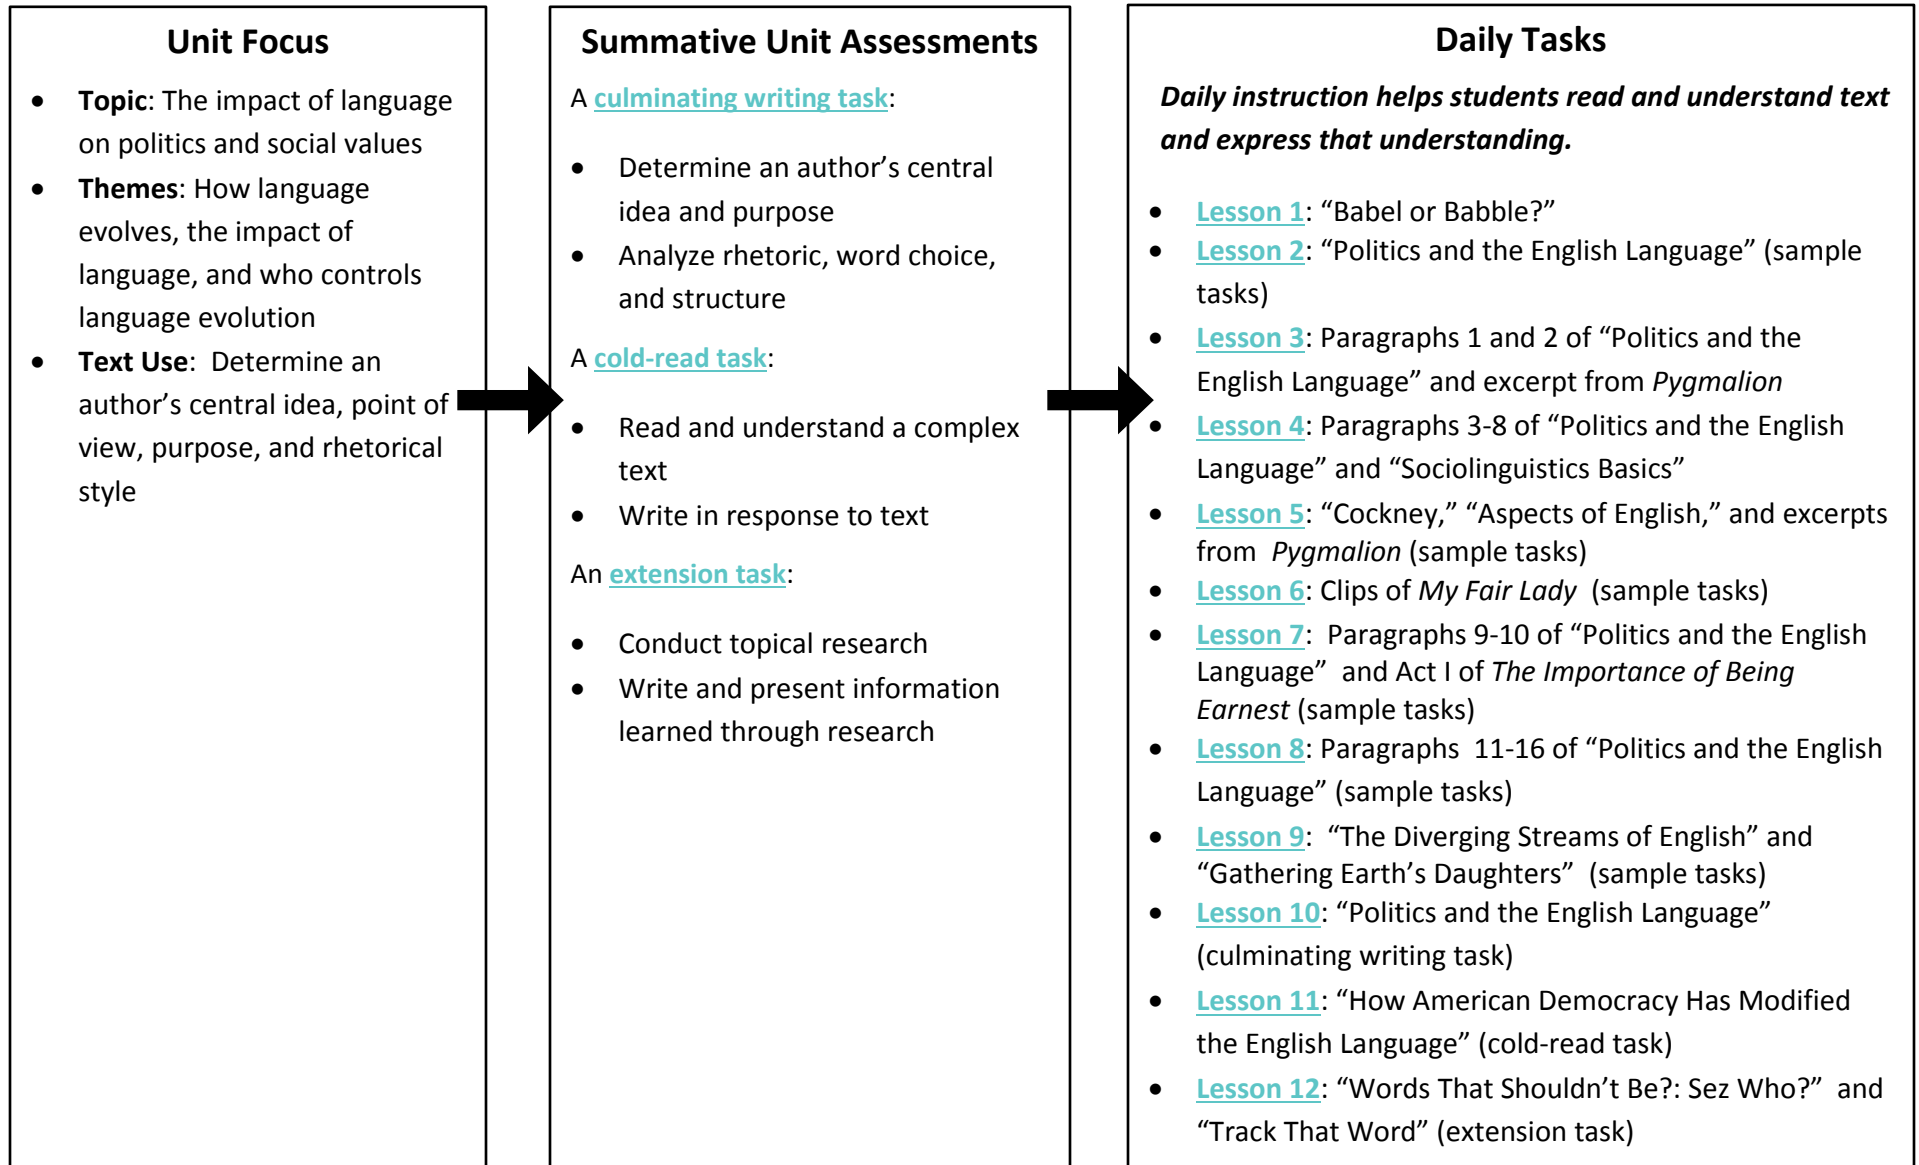 Unit Focus
• Topic: The impact of language
on politics and social values
• Themes: How language
evolves, the impact of
language, and who controls
language evolution
• Text Use:  Determine an
author’s central idea, point of
view, purpose, and rhetorical
style
Summative Unit Assessments
A culminating writing task:
• Determine an author’s central
idea and purpose
• Analyze rhetoric, word choice,
and structure
A cold-read task:
• Read and understand a complex
text
• Write in response to text
An extension task:
• Conduct topical research
• Write and present information
learned through research
Daily Tasks
Daily instruction helps students read and understand text
and express that understanding.
• Lesson 1: “Babel or Babble?”
• Lesson 2: “Politics and the English Language” (sample
tasks)
• Lesson 3: Paragraphs 1 and 2 of “Politics and the
English Language” and excerpt from Pygmalion
• Lesson 4: Paragraphs 3-8 of “Politics and the English
Language” and “Sociolinguistics Basics”
• Lesson 5: “Cockney,” “Aspects of English,” and excerpts
from  Pygmalion (sample tasks)
• Lesson 6: Clips of My Fair Lady  (sample tasks)
• Lesson 7:  Paragraphs 9-10 of “Politics and the English
Language”  and Act I of The Importance of Being
Earnest (sample tasks)
• Lesson 8: Paragraphs  11-16 of “Politics and the English
Language” (sample tasks)
• Lesson 9:  “The Diverging Streams of English” and
“Gathering Earth’s Daughters”  (sample tasks)
• Lesson 10: “Politics and the English Language”
(culminating writing task)
• Lesson 11: “How American Democracy Has Modified
the English Language” (cold-read task)
• Lesson 12: “Words That Shouldn’t Be?: Sez Who?”  and
“Track That Word” (extension task)